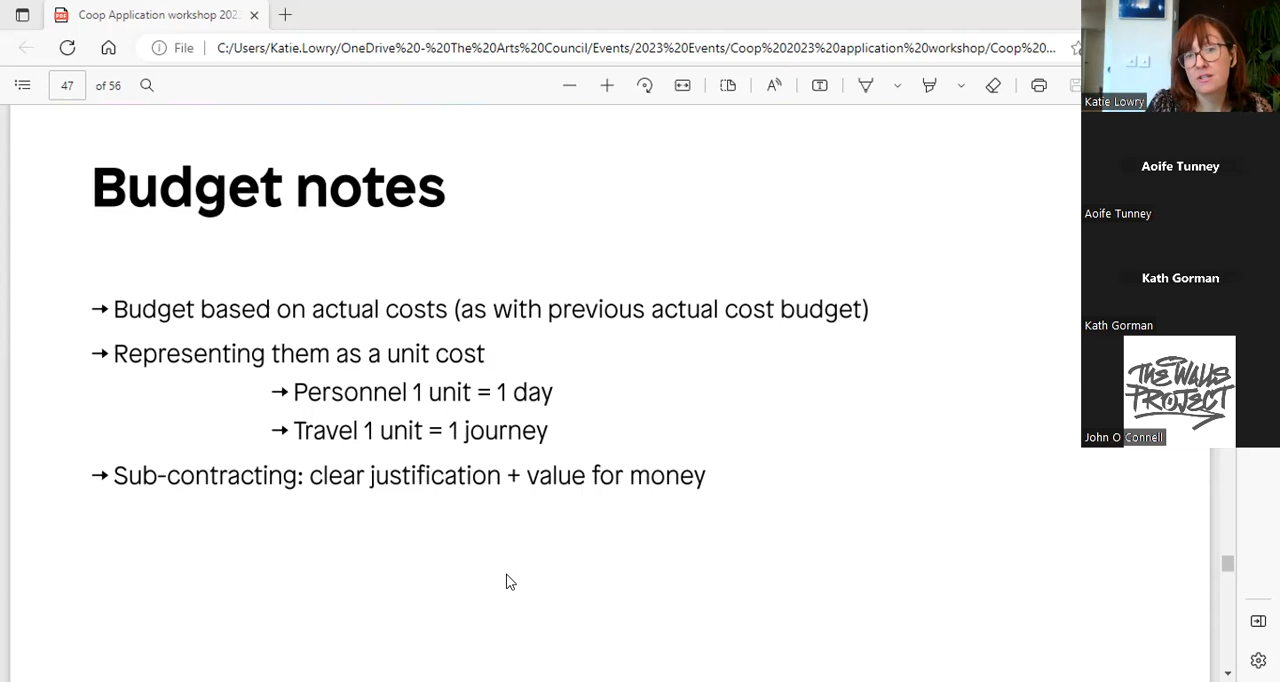 Coop Application workshop 202
File
C:/Users/Katie.Lowry/OneDrive%20-%20The%20Arts%20Council/Events/2023%20Events/Coop%202023%20application%20workshop/Coop%20...
47 of 56
Budget notes
→ Budget based on actual costs (as with previous actual cost budget)
→ Representing them as a unit cost
→ Personnel 1 unit = 1 day
→ Travel 1 unit = 1 journey
→ Sub-contracting: clear justification + value for money
Katie Lowry
Aoife Tunney
Aoife Tunney
Kath Gorman
Kath Gorman
THE WALLS
PROJECT
John O Connell